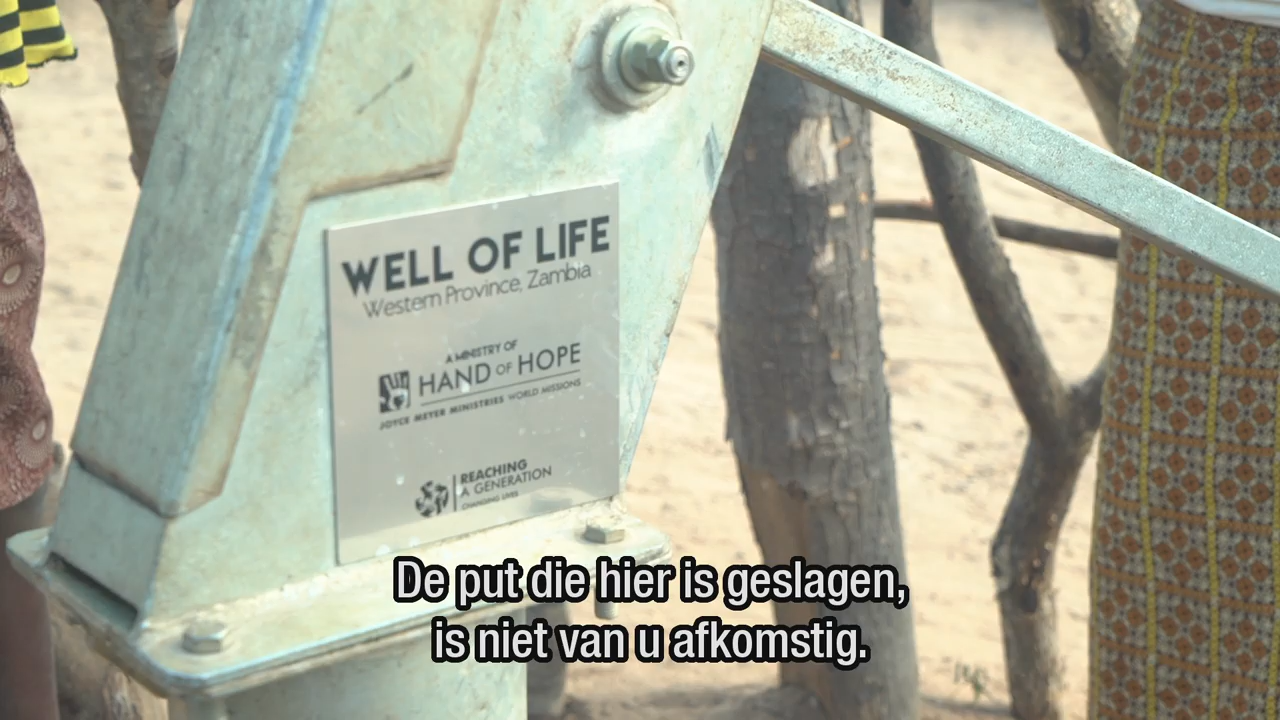 WELL OF LIFE
Western Province, Zambia
A MINISTRY OF
HAND OF HOPE
JOYCE MEYER MINISTRIES WORLD MISSIONS
REACHING
A GENERATION
CHANGING LIVES
De put die hier is geslagen,
is niet van u afkomstig.